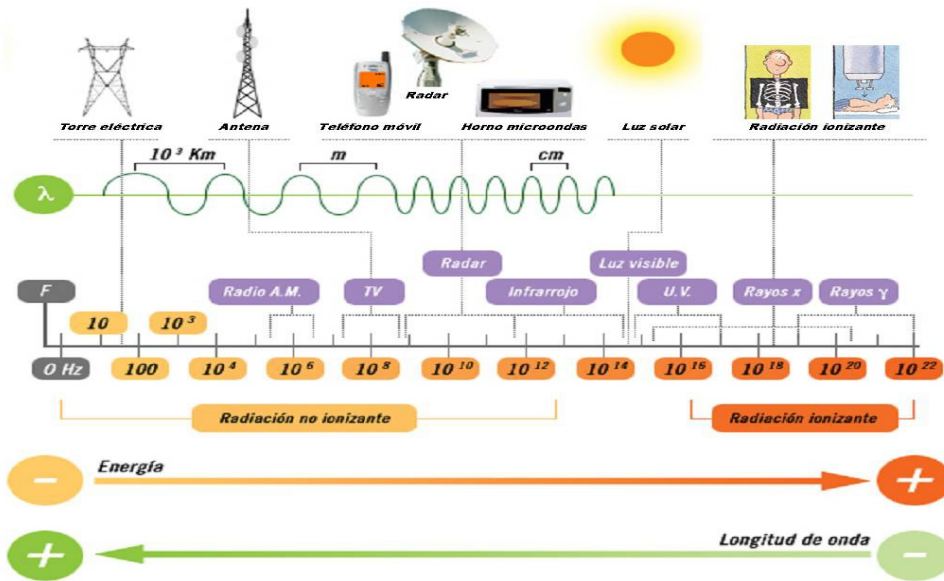 Torre eléctrica
Antena
Teléfono móvil
Radar
Horno microondas
Luz solar
Radiación ionizante
10³ Km
m
cm
λ
Radar
Luz visible
F
Radio A.M.
TV
Infrarrojo
U.V.
Rayos x
Rayos γ
10
10³
0 Hz
100
10⁴
10⁶
10⁸
10¹⁰
10¹²
10¹⁴
10¹⁶
10¹⁸
10²⁰
10²²
Radiación no ionizante
Radiación ionizante
Energía
−
+
Longitud de onda
+
−